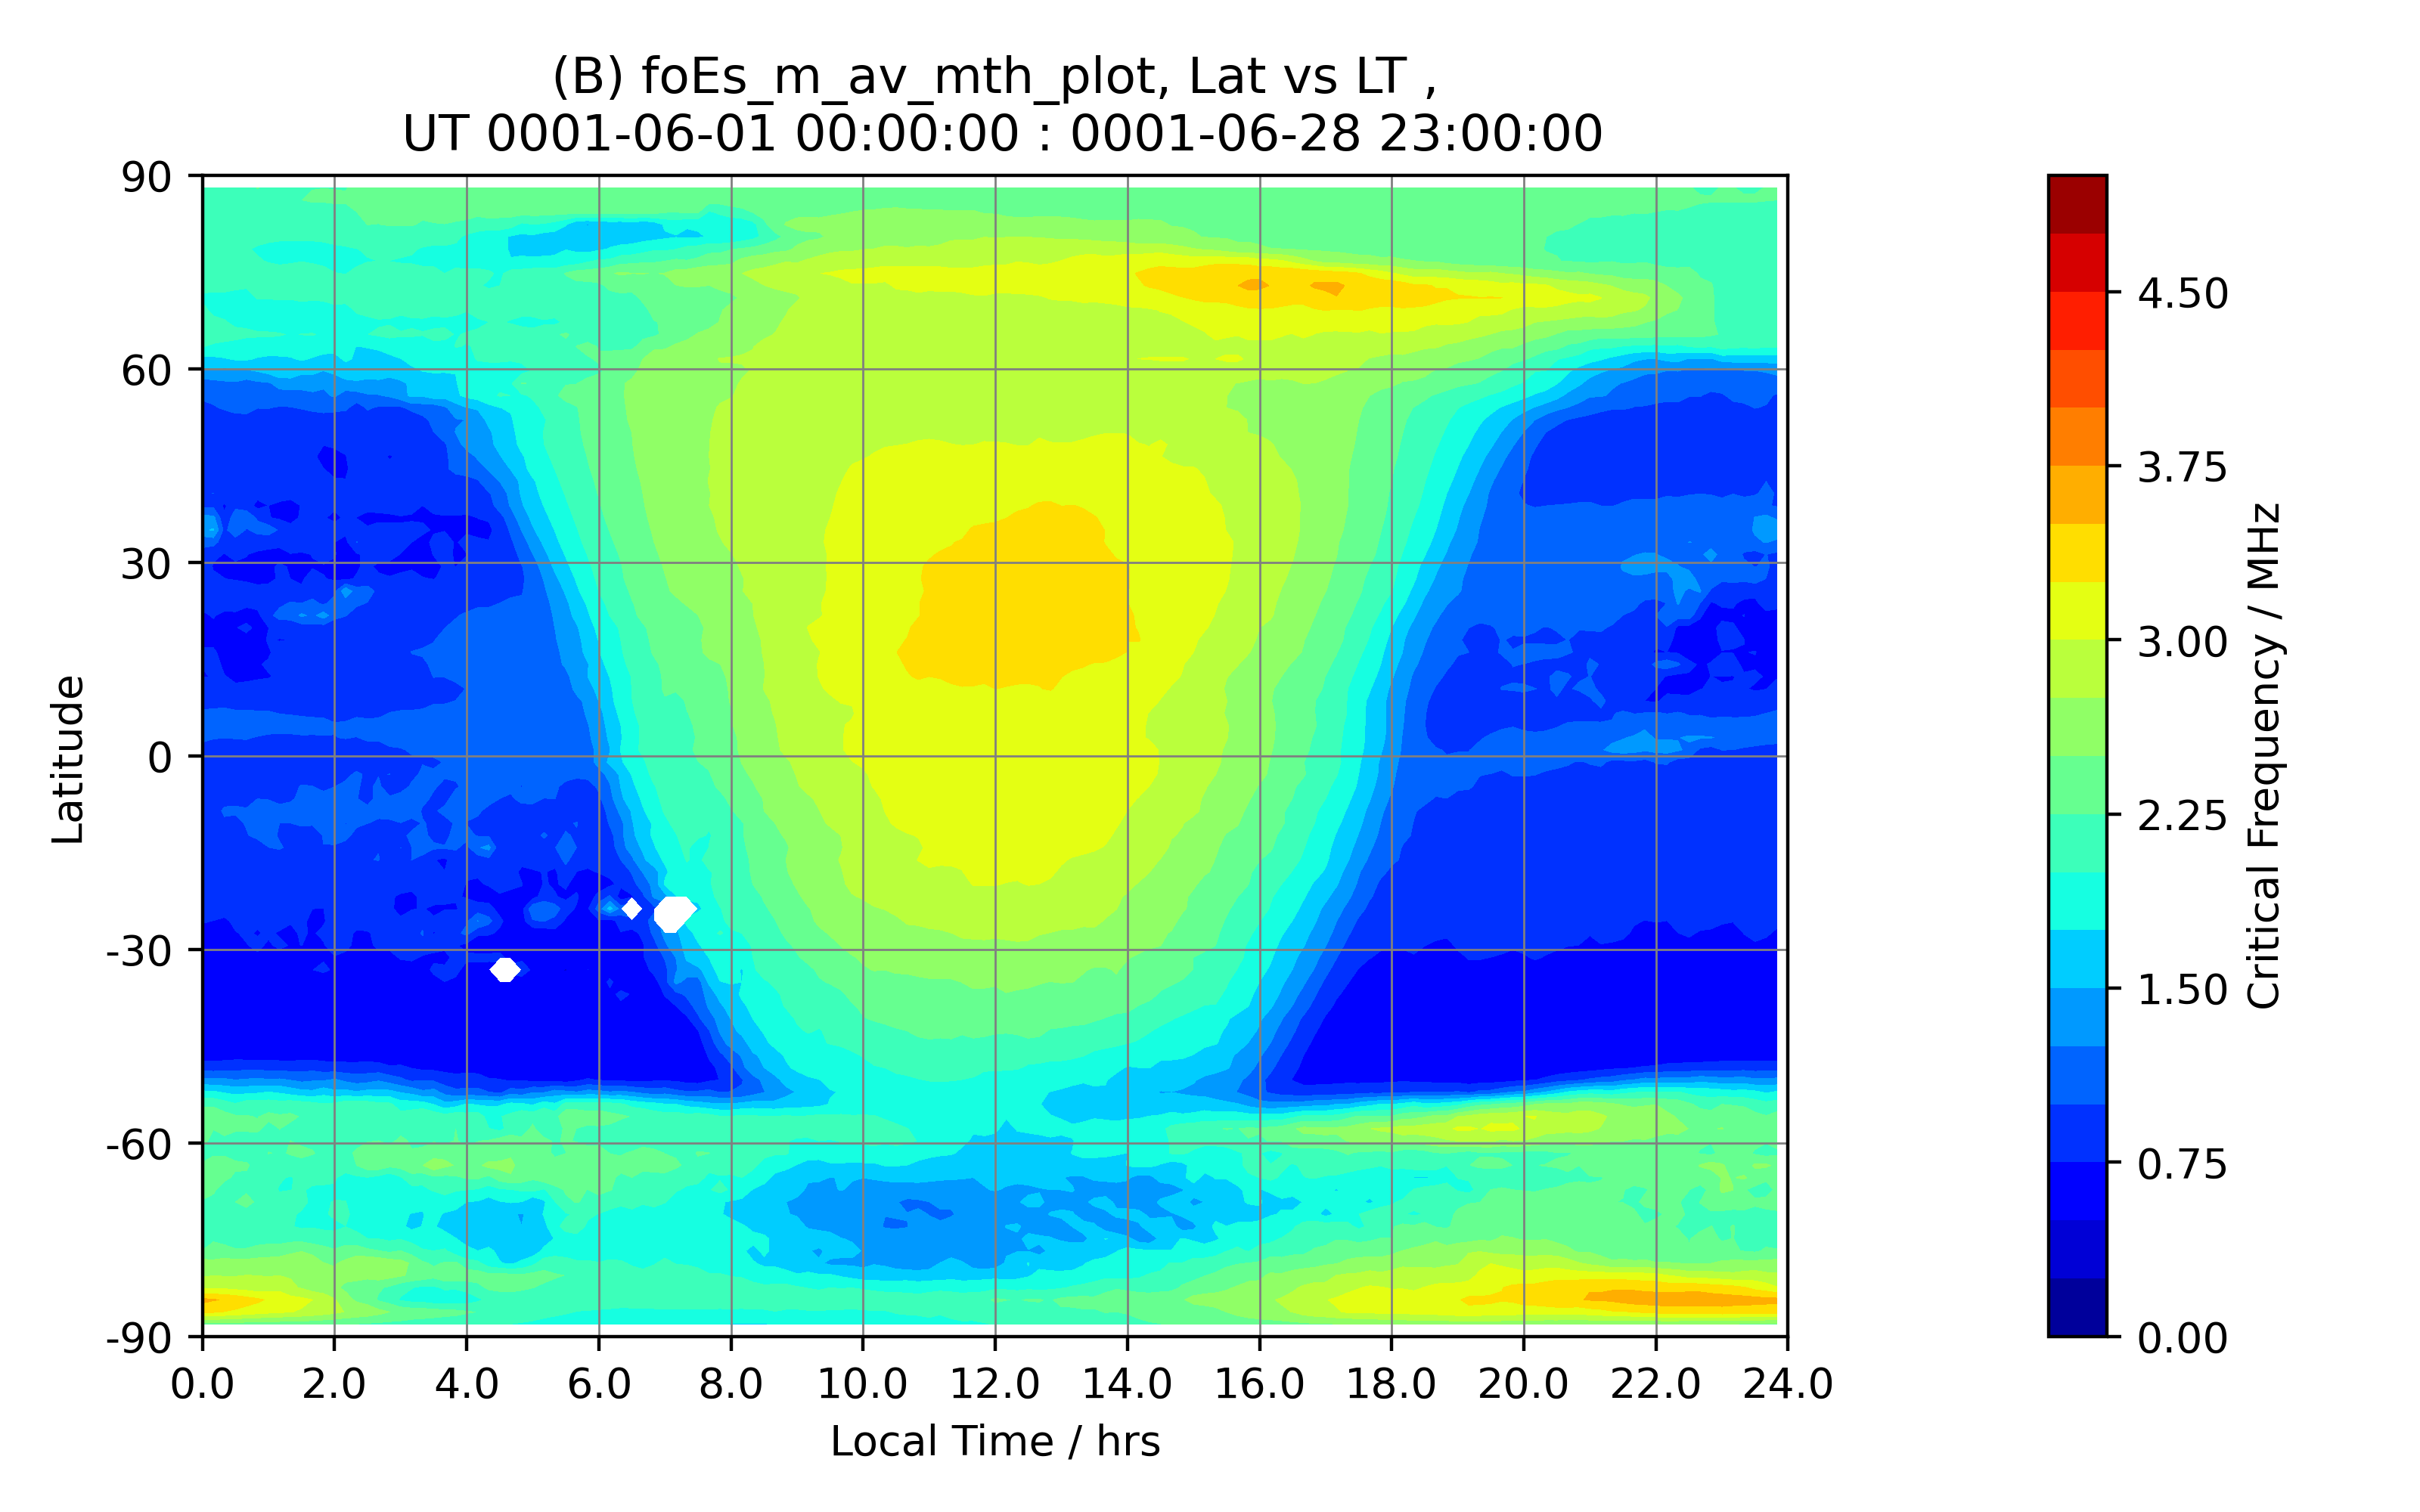 (B) foEs_m_av_mth_plot, Lat vs LT ,
UT 0001-06-01 00:00:00 : 0001-06-28 23:00:00
90
60
30
0
-30
-60
-90
Latitude
0.0 2.0 4.0 6.0 8.0 10.0 12.0 14.0 16.0 18.0 20.0 22.0 24.0
Local Time / hrs
4.50
3.75
3.00
2.25
1.50
0.75
0.00
Critical Frequency / MHz